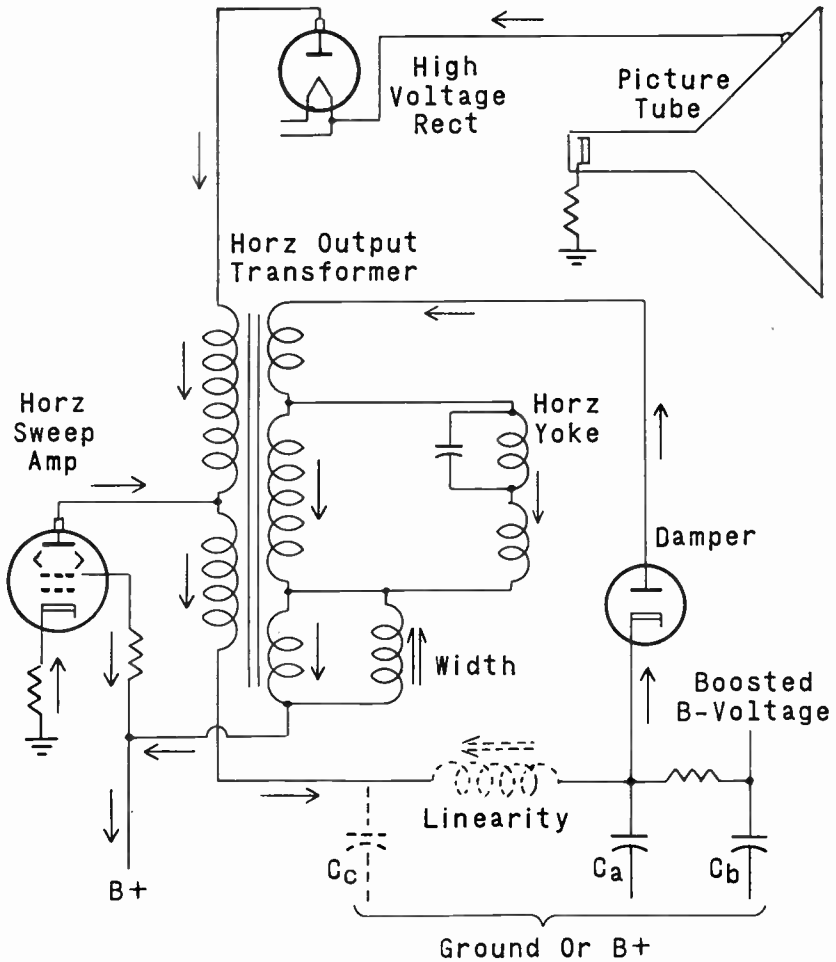 High
Voltage
Rect
Picture
Tube
Horz Output
Transformer
Horz
Sweep
Amp
Horz
Yoke
Damper
Width
Boosted
B-Voltage
Linearity
Cc
Ca
Cb
B+
Ground Or B+